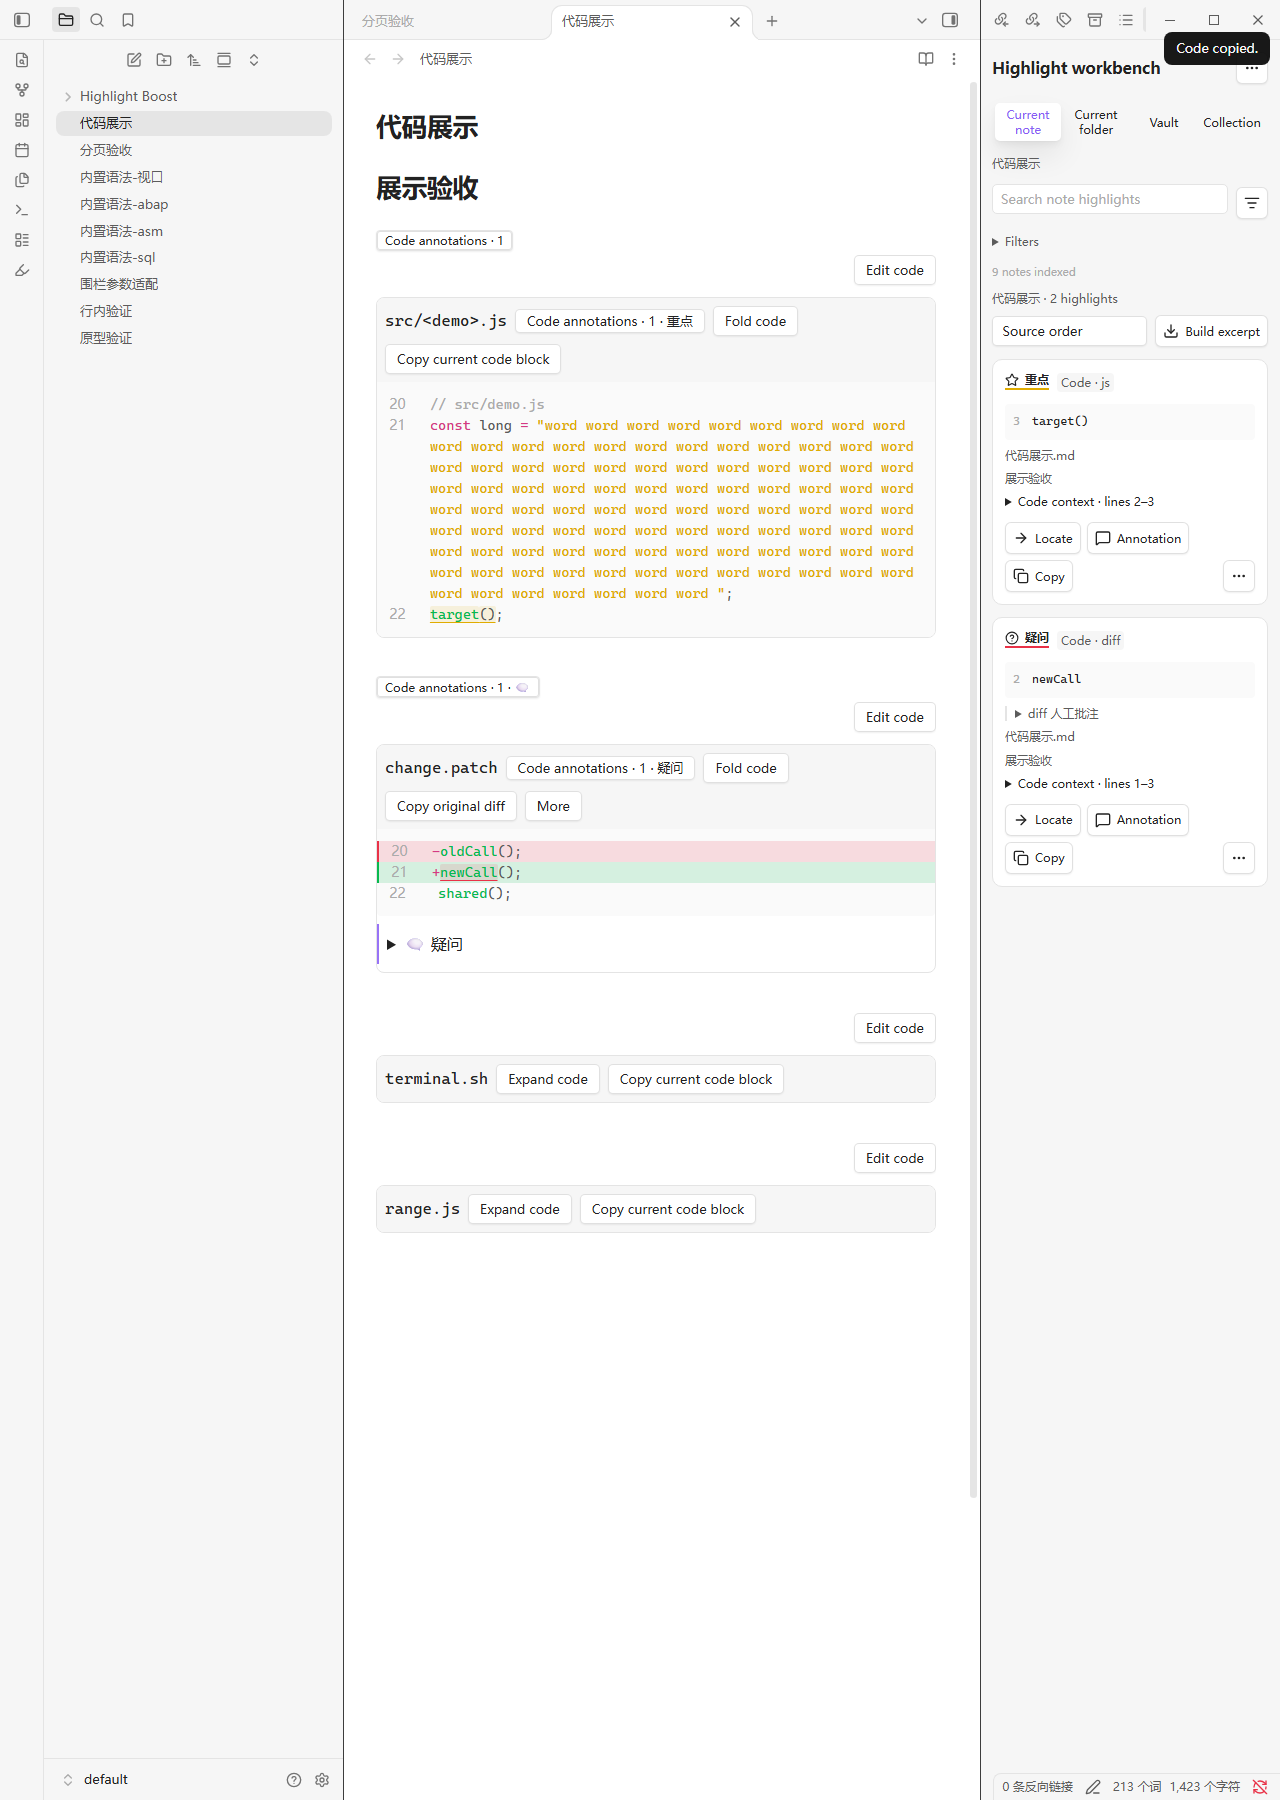 分页验收
代码展示
Code copied.
代码展示
Highlight Boost
代码展示
分页验收
内置语法-视口
内置语法-abap
内置语法-asm
内置语法-sql
围栏参数适配
行内验证
原型验证
default
代码展示
展示验收
Code annotations · 1
Edit code
src/<demo>.js
Code annotations · 1 · 重点
Fold code
Copy current code block
20 // src/demo.js
21 const long = "word word word word word word word word word
word word word word word word word word word word word word
word word word word word word word word word word word word
word word word word word word word word word word word word
word word word word word word word word word word word word
word word word word word word word word word word word word
word word word word word word word word word word word word
word word word word word word word word word word word word
word word word word word word word ";
22 target();
Code annotations · 1 · 💬
Edit code
change.patch
Code annotations · 1 · 疑问
Fold code
Copy original diff
More
20 -oldCall();
21 +newCall();
22 shared();
💬 疑问
Edit code
terminal.sh
Expand code
Copy current code block
Edit code
range.js
Expand code
Copy current code block
Highlight workbench
Current note
Current folder
Vault
Collection
代码展示
Search note highlights
Filters
9 notes indexed
代码展示 · 2 highlights
Source order
Build excerpt
重点
Code · js
3 target()
代码展示.md
展示验收
Code context · lines 2–3
Locate
Annotation
Copy
疑问
Code · diff
2 newCall
diff 人工批注
代码展示.md
展示验收
Code context · lines 1–3
Locate
Annotation
Copy
0 条反向链接
213 个词
1,423 个字符